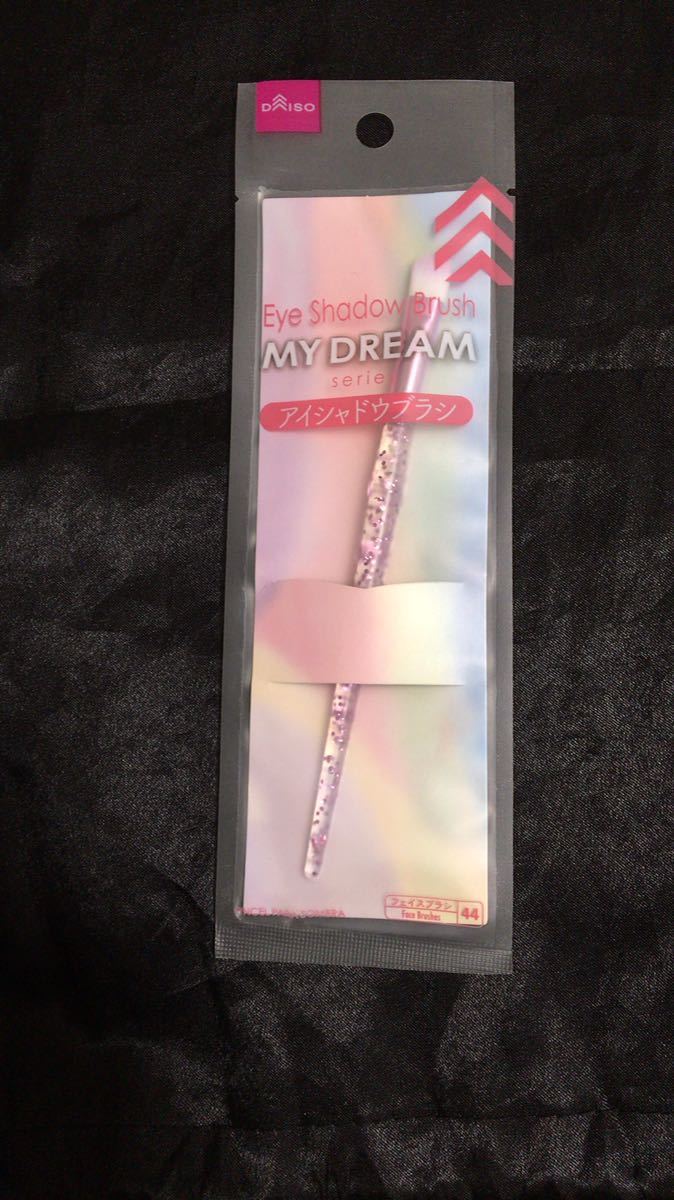 DAISO
Eye Shadow Brush
MY DREAM
serie
アイシャドウブラシ
フェイスブラシ
Face Brushes
44